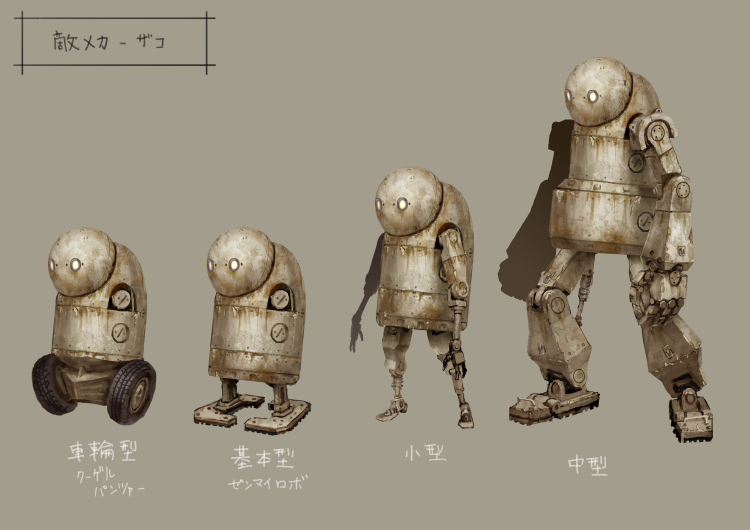 敵メカ - ザコ
車輪型
クーゲル
パンツァー
基本型
ゼンマイロボ
小型
中型